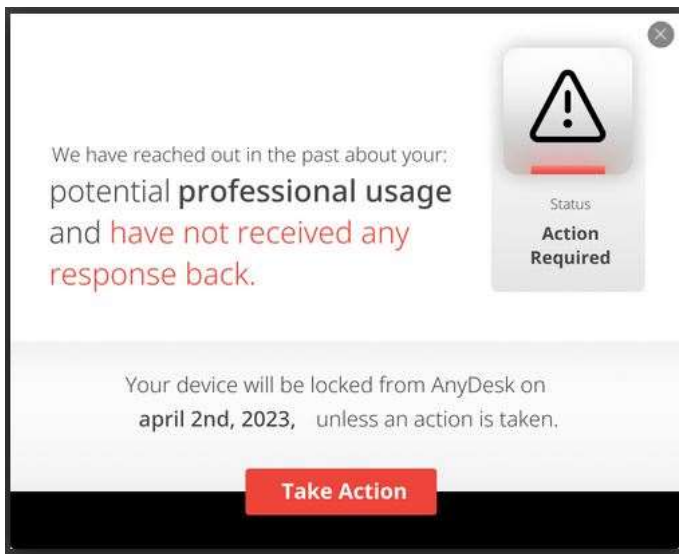 We have reached out in the past about your:
potential professional usage
and have not received any
response back.
Status
Action
Required
Your device will be locked from AnyDesk on
april 2nd, 2023, unless an action is taken.
Take Action